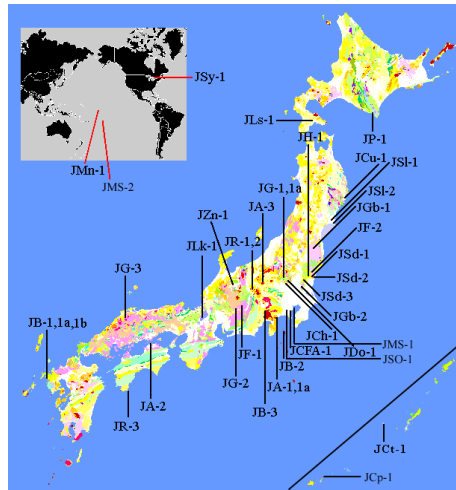 JSy-1
JMn-1
JMS-2
JLs-1
JH-1
JP-1
JCu-1
JSl-1
JG-1,1a
JSl-2
JA-3
JGb-1
JZn-1
JR-1,2
JF-2
JLk-1
JSd-1
JG-3
JSd-2
JSd-3
JB-1,1a,1b
JGb-2
JCh-1
JF-1
JCFA-1
JDo-1
JMS-1
JB-2
JSO-1
JG-2
JA-1,1a
JA-2
JB-3
JR-3
JCt-1
JCp-1